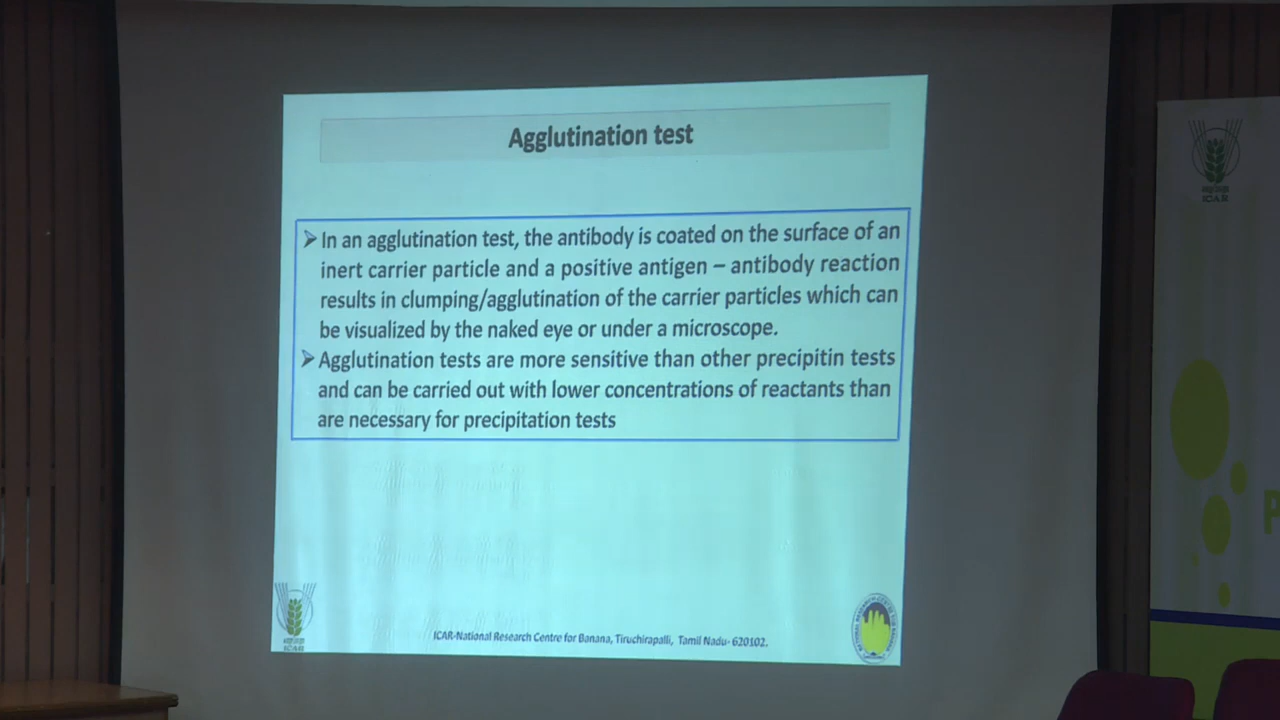 Agglutination test
In an agglutination test, the antibody is coated on the surface of an
inert carrier particle and a positive antigen – antibody reaction
results in clumping/agglutination of the carrier particles which can
be visualized by the naked eye or under a microscope.
Agglutination tests are more sensitive than other precipitin tests
and can be carried out with lower concentrations of reactants than
are necessary for precipitation tests
ICAR
ICAR-National Research Centre for Banana, Tiruchirapalli, Tamil Nadu- 620102.
ICAR
P